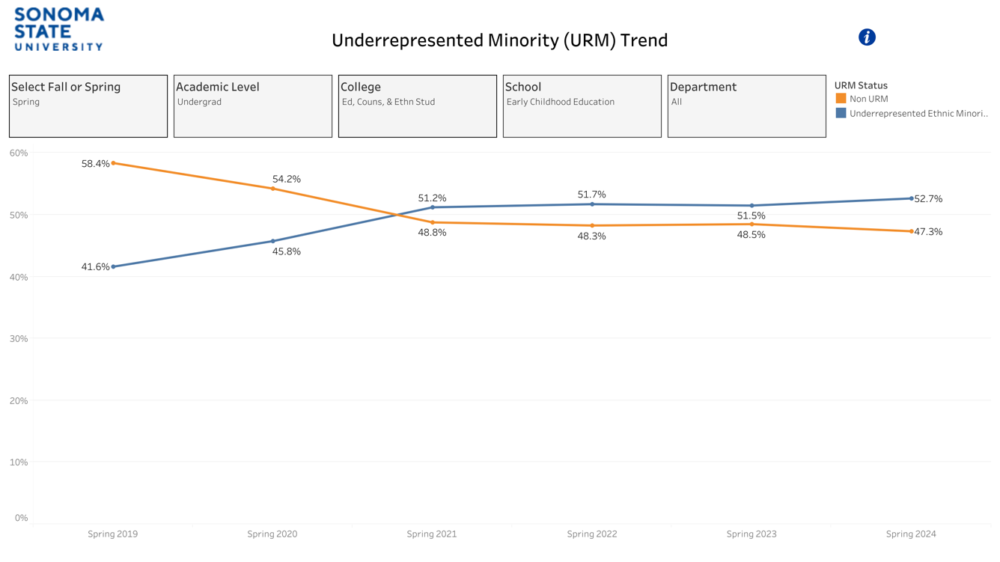 SONOMA
STATE
UNIVERSITY
Underrepresented Minority (URM) Trend
i
Select Fall or Spring
Spring
Academic Level
Undergrad
College
Ed, Couns, & Ethn Stud
School
Early Childhood Education
Department
All
URM Status
Non URM
Underrepresented Ethnic Minori..
60%
50%
40%
30%
20%
10%
0%
58.4%
54.2%
51.2%
51.7%
51.5%
52.7%
41.6%
45.8%
48.8%
48.3%
48.5%
47.3%
Spring 2019
Spring 2020
Spring 2021
Spring 2022
Spring 2023
Spring 2024